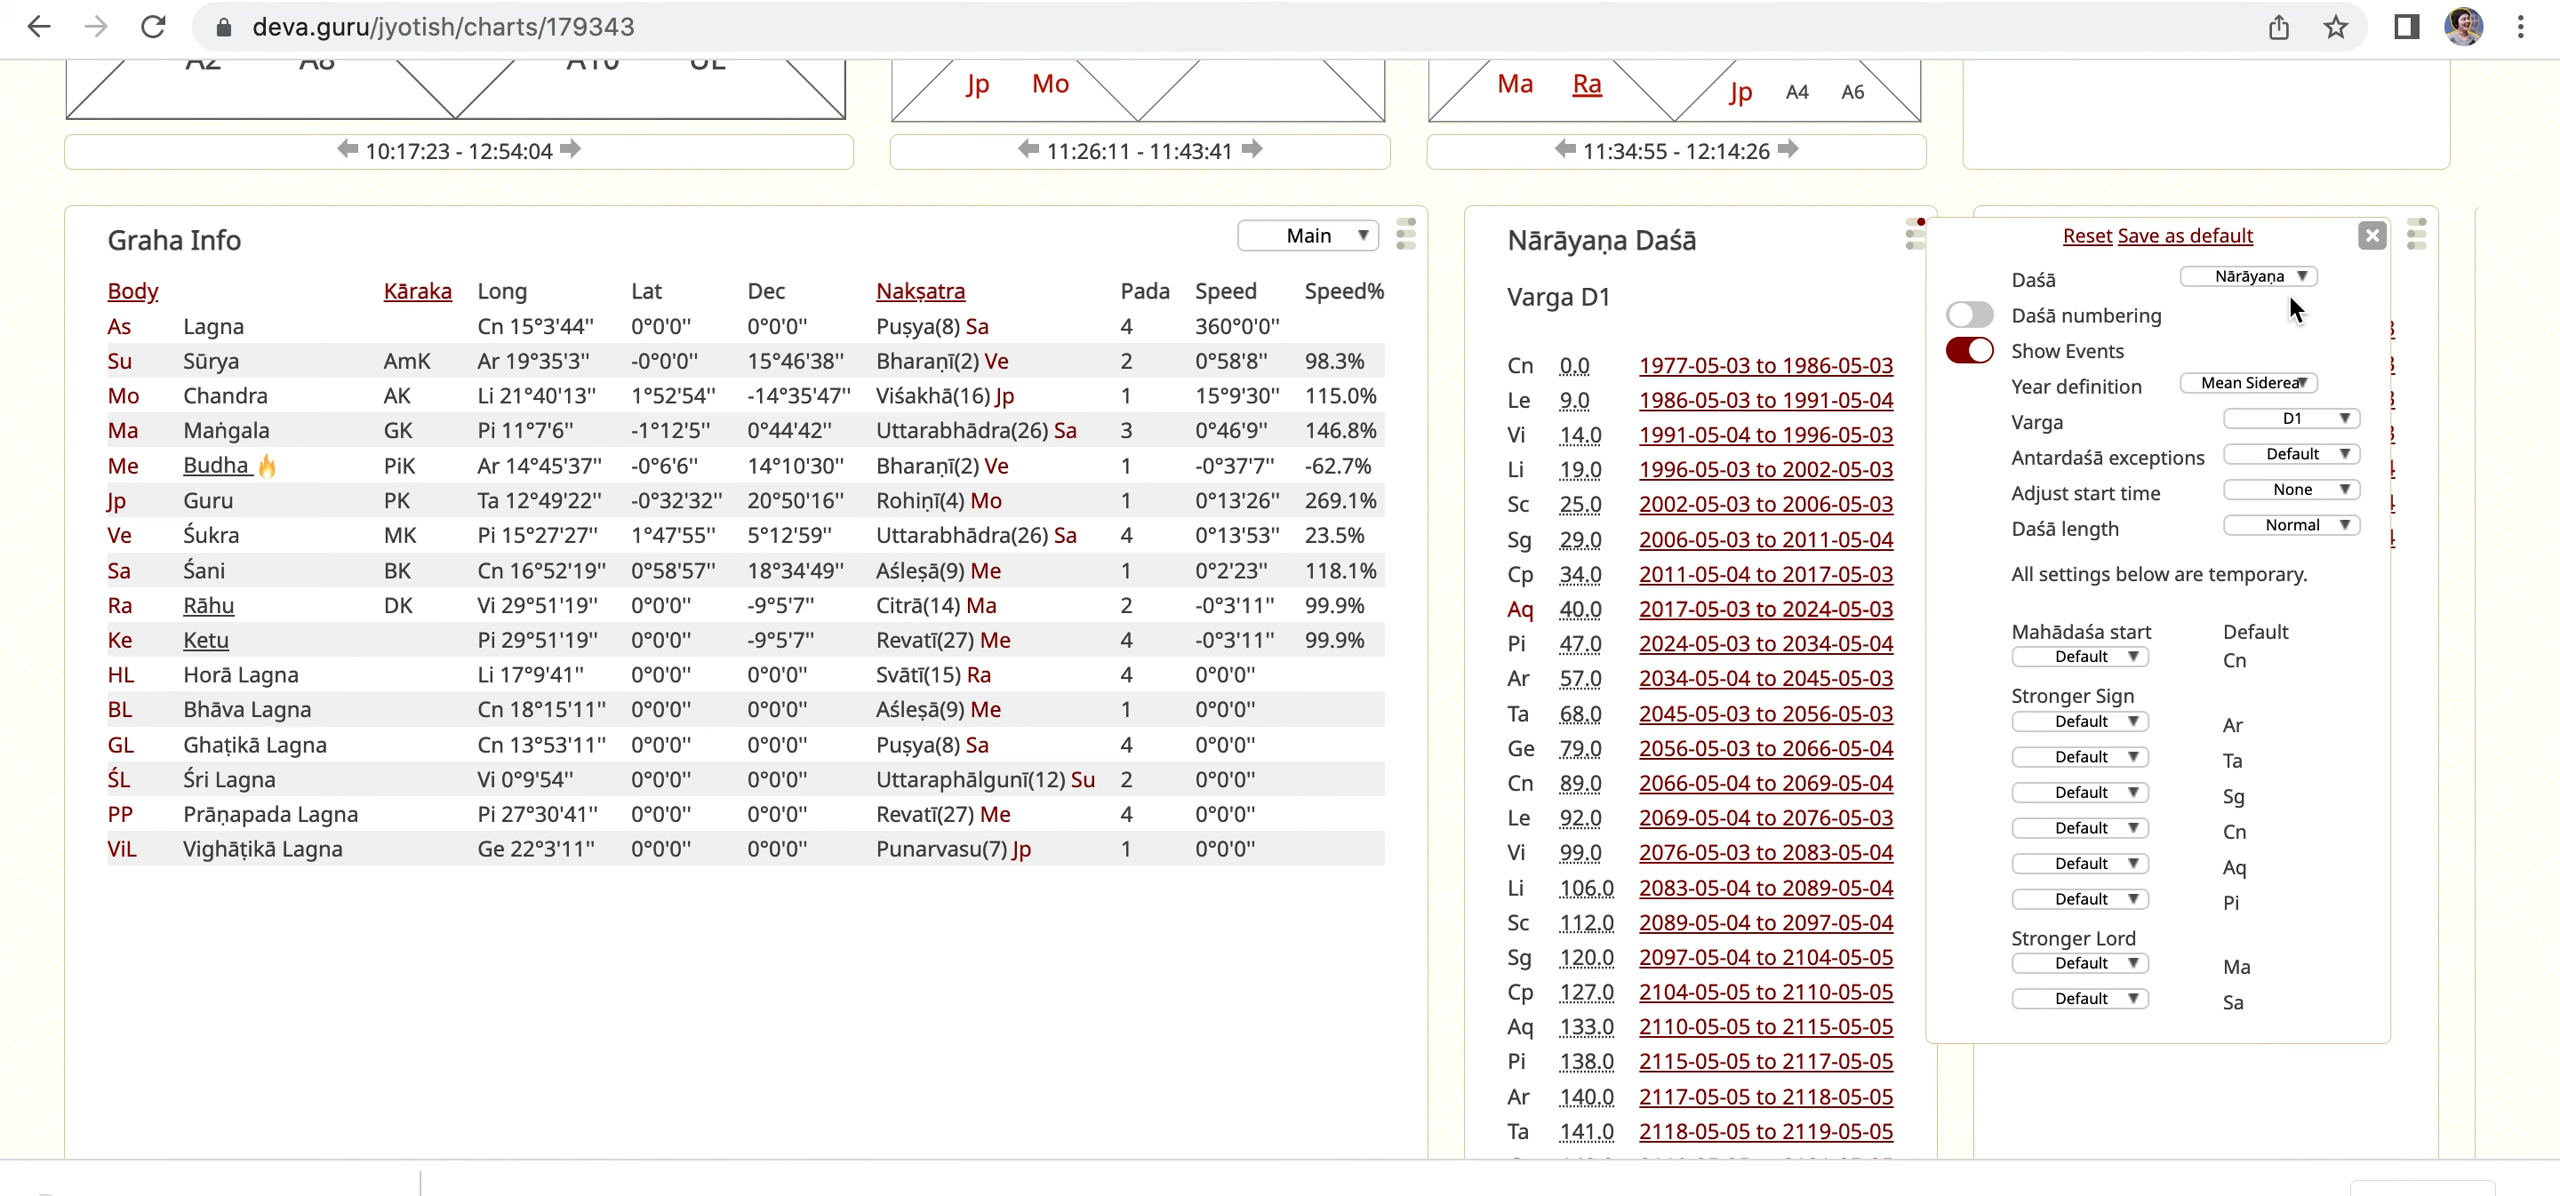 deva.guru/jyotish/charts/179343
A2 A8 A10 UL
Jp Mo
Ma Ra Jp A4 A6
10:17:23 - 12:54:04
11:26:11 - 11:43:41
11:34:55 - 12:14:26
Graha Info Main
Body Kāraka Long Lat Dec Nakṣatra Pada Speed Speed%
As Lagna Cn 15°3'44'' 0°0'0'' 0°0'0'' Puṣya(8) Sa 4 360°0'0''
Su Sūrya AmK Ar 19°35'3'' -0°0'0'' 15°46'38'' Bharaṇī(2) Ve 2 0°58'8'' 98.3%
Mo Chandra AK Li 21°40'13'' 1°52'54'' -14°35'47'' Viśakhā(16) Jp 1 15°9'30'' 115.0%
Ma Maṅgala GK Pi 11°7'6'' -1°12'5'' 0°44'42'' Uttarabhādra(26) Sa 3 0°46'9'' 146.8%
Me Budha 🔥 PiK Ar 14°45'37'' -0°6'6'' 14°10'30'' Bharaṇī(2) Ve 1 -0°37'7'' -62.7%
Jp Guru PK Ta 12°49'22'' -0°32'32'' 20°50'16'' Rohiṇī(4) Mo 1 0°13'26'' 269.1%
Ve Śukra MK Pi 15°27'27'' 1°47'55'' 5°12'59'' Uttarabhādra(26) Sa 4 0°13'53'' 23.5%
Sa Śani BK Cn 16°52'19'' 0°58'57'' 18°34'49'' Aśleṣā(9) Me 1 0°2'23'' 118.1%
Ra Rāhu DK Vi 29°51'19'' 0°0'0'' -9°5'7'' Citrā(14) Ma 2 -0°3'11'' 99.9%
Ke Ketu Pi 29°51'19'' 0°0'0'' -9°5'7'' Revatī(27) Me 4 -0°3'11'' 99.9%
HL Horā Lagna Li 17°9'41'' 0°0'0'' 0°0'0'' Svātī(15) Ra 4 0°0'0''
BL Bhāva Lagna Cn 18°15'11'' 0°0'0'' 0°0'0'' Aśleṣā(9) Me 1 0°0'0''
GL Ghaṭikā Lagna Cn 13°53'11'' 0°0'0'' 0°0'0'' Puṣya(8) Sa 4 0°0'0''
ŚL Śri Lagna Vi 0°9'54'' 0°0'0'' 0°0'0'' Uttaraphālgunī(12) Su 2 0°0'0''
PP Prāṇapada Lagna Pi 27°30'41'' 0°0'0'' 0°0'0'' Revatī(27) Me 4 0°0'0''
ViL Vighāṭikā Lagna Ge 22°3'11'' 0°0'0'' 0°0'0'' Punarvasu(7) Jp 1 0°0'0''
Nārāyaṇa Daśā
Varga D1
Cn 0.0 1977-05-03 to 1986-05-03
Le 9.0 1986-05-03 to 1991-05-04
Vi 14.0 1991-05-04 to 1996-05-03
Li 19.0 1996-05-03 to 2002-05-03
Sc 25.0 2002-05-03 to 2006-05-03
Sg 29.0 2006-05-03 to 2011-05-04
Cp 34.0 2011-05-04 to 2017-05-03
Aq 40.0 2017-05-03 to 2024-05-03
Pi 47.0 2024-05-03 to 2034-05-04
Ar 57.0 2034-05-04 to 2045-05-03
Ta 68.0 2045-05-03 to 2056-05-03
Ge 79.0 2056-05-03 to 2066-05-04
Cn 89.0 2066-05-04 to 2069-05-04
Le 92.0 2069-05-04 to 2076-05-03
Vi 99.0 2076-05-03 to 2083-05-04
Li 106.0 2083-05-04 to 2089-05-04
Sc 112.0 2089-05-04 to 2097-05-04
Sg 120.0 2097-05-04 to 2104-05-05
Cp 127.0 2104-05-05 to 2110-05-05
Aq 133.0 2110-05-05 to 2115-05-05
Pi 138.0 2115-05-05 to 2117-05-05
Ar 140.0 2117-05-05 to 2118-05-05
Ta 141.0 2118-05-05 to 2119-05-05
Reset Save as default
Daśā Nārāyaṇa
Daśā numbering
Show Events
Year definition Mean Siderea
Varga D1
Antardaśā exceptions Default
Adjust start time None
Daśā length Normal
All settings below are temporary.
Mahādaśa start Default
Default Cn
Stronger Sign
Default Ar
Default Ta
Default Sg
Default Cn
Default Aq
Default Pi
Stronger Lord
Default Ma
Default Sa